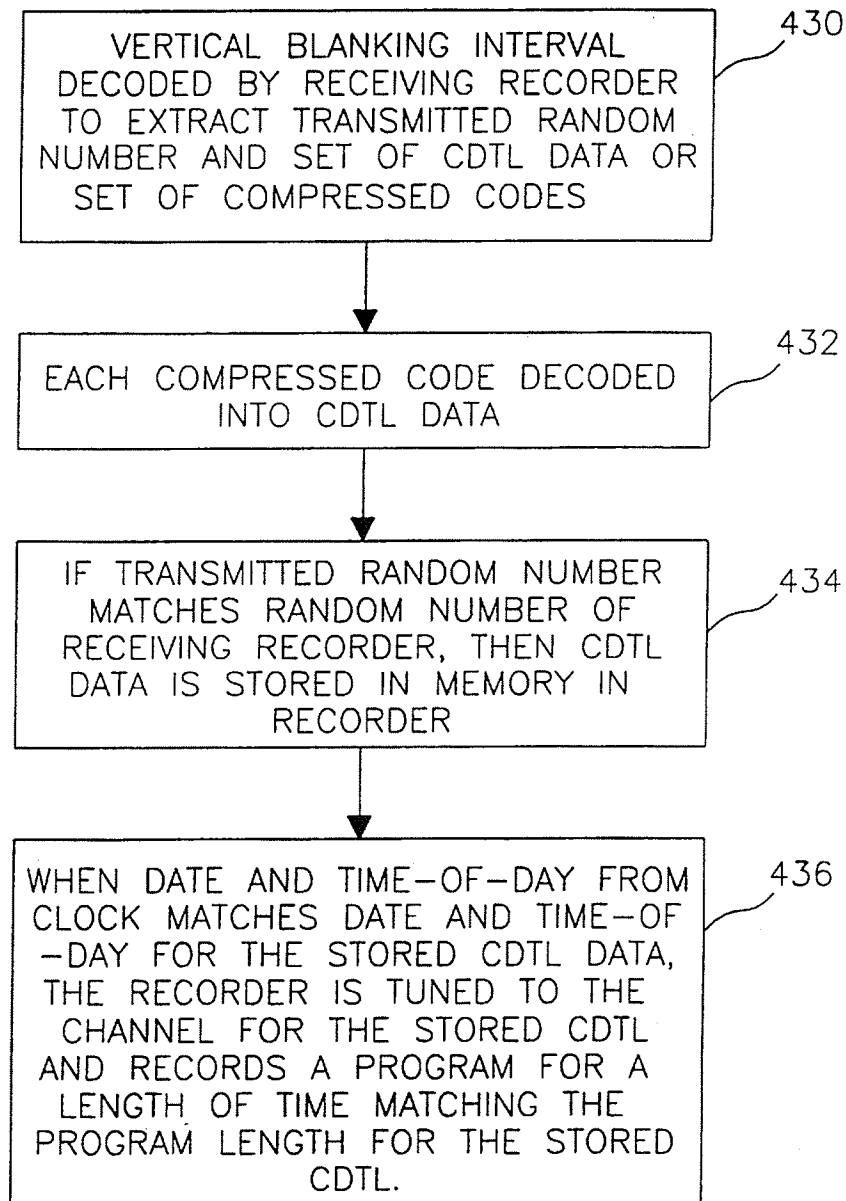 VERTICAL BLANKING INTERVAL
DECODED BY RECEIVING RECORDER
TO EXTRACT TRANSMITTED RANDOM
NUMBER AND SET OF CDTL DATA OR
SET OF COMPRESSED CODES
430
EACH COMPRESSED CODE DECODED
INTO CDTL DATA
432
IF TRANSMITTED RANDOM NUMBER
MATCHES RANDOM NUMBER OF
RECEIVING RECORDER, THEN CDTL
DATA IS STORED IN MEMORY IN
RECORDER
434
WHEN DATE AND TIME-OF-DAY FROM
CLOCK MATCHES DATE AND TIME-OF
-DAY FOR THE STORED CDTL DATA,
THE RECORDER IS TUNED TO THE
CHANNEL FOR THE STORED CDTL
AND RECORDS A PROGRAM FOR A
LENGTH OF TIME MATCHING THE
PROGRAM LENGTH FOR THE STORED
CDTL.
436